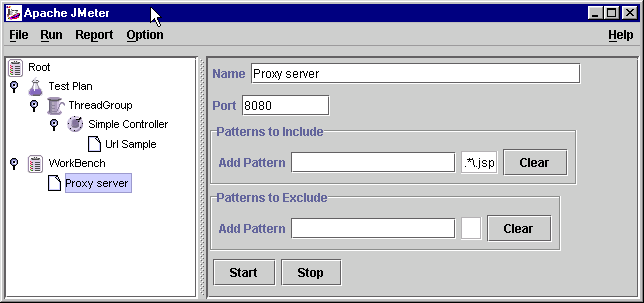 Apache JMeter
File Run Report Option Help
Root
Test Plan
ThreadGroup
Simple Controller
Url Sample
WorkBench
Proxy server
Name Proxy server
Port 8080
Patterns to Include
Add Pattern .*\.jsp Clear
Patterns to Exclude
Add Pattern Clear
Start Stop